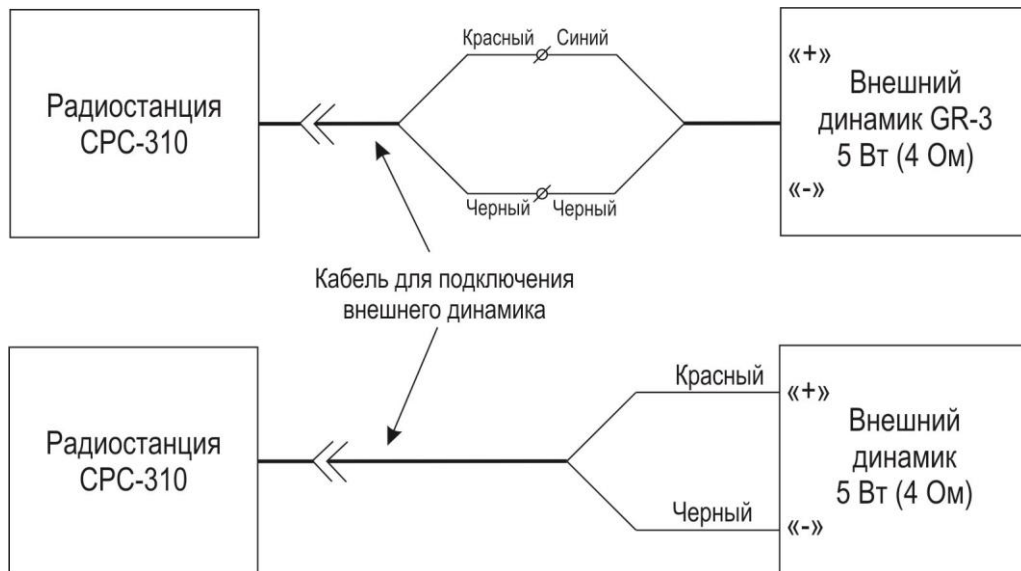 Радиостанция
СРС-310
Красный Синий
Черный Черный
«+»
Внешний
динамик GR-3
5 Вт (4 Ом)
«-»
Кабель для подключения
внешнего динамика
Радиостанция
СРС-310
Красный
Черный
«+»
Внешний
динамик
5 Вт (4 Ом)
«-»